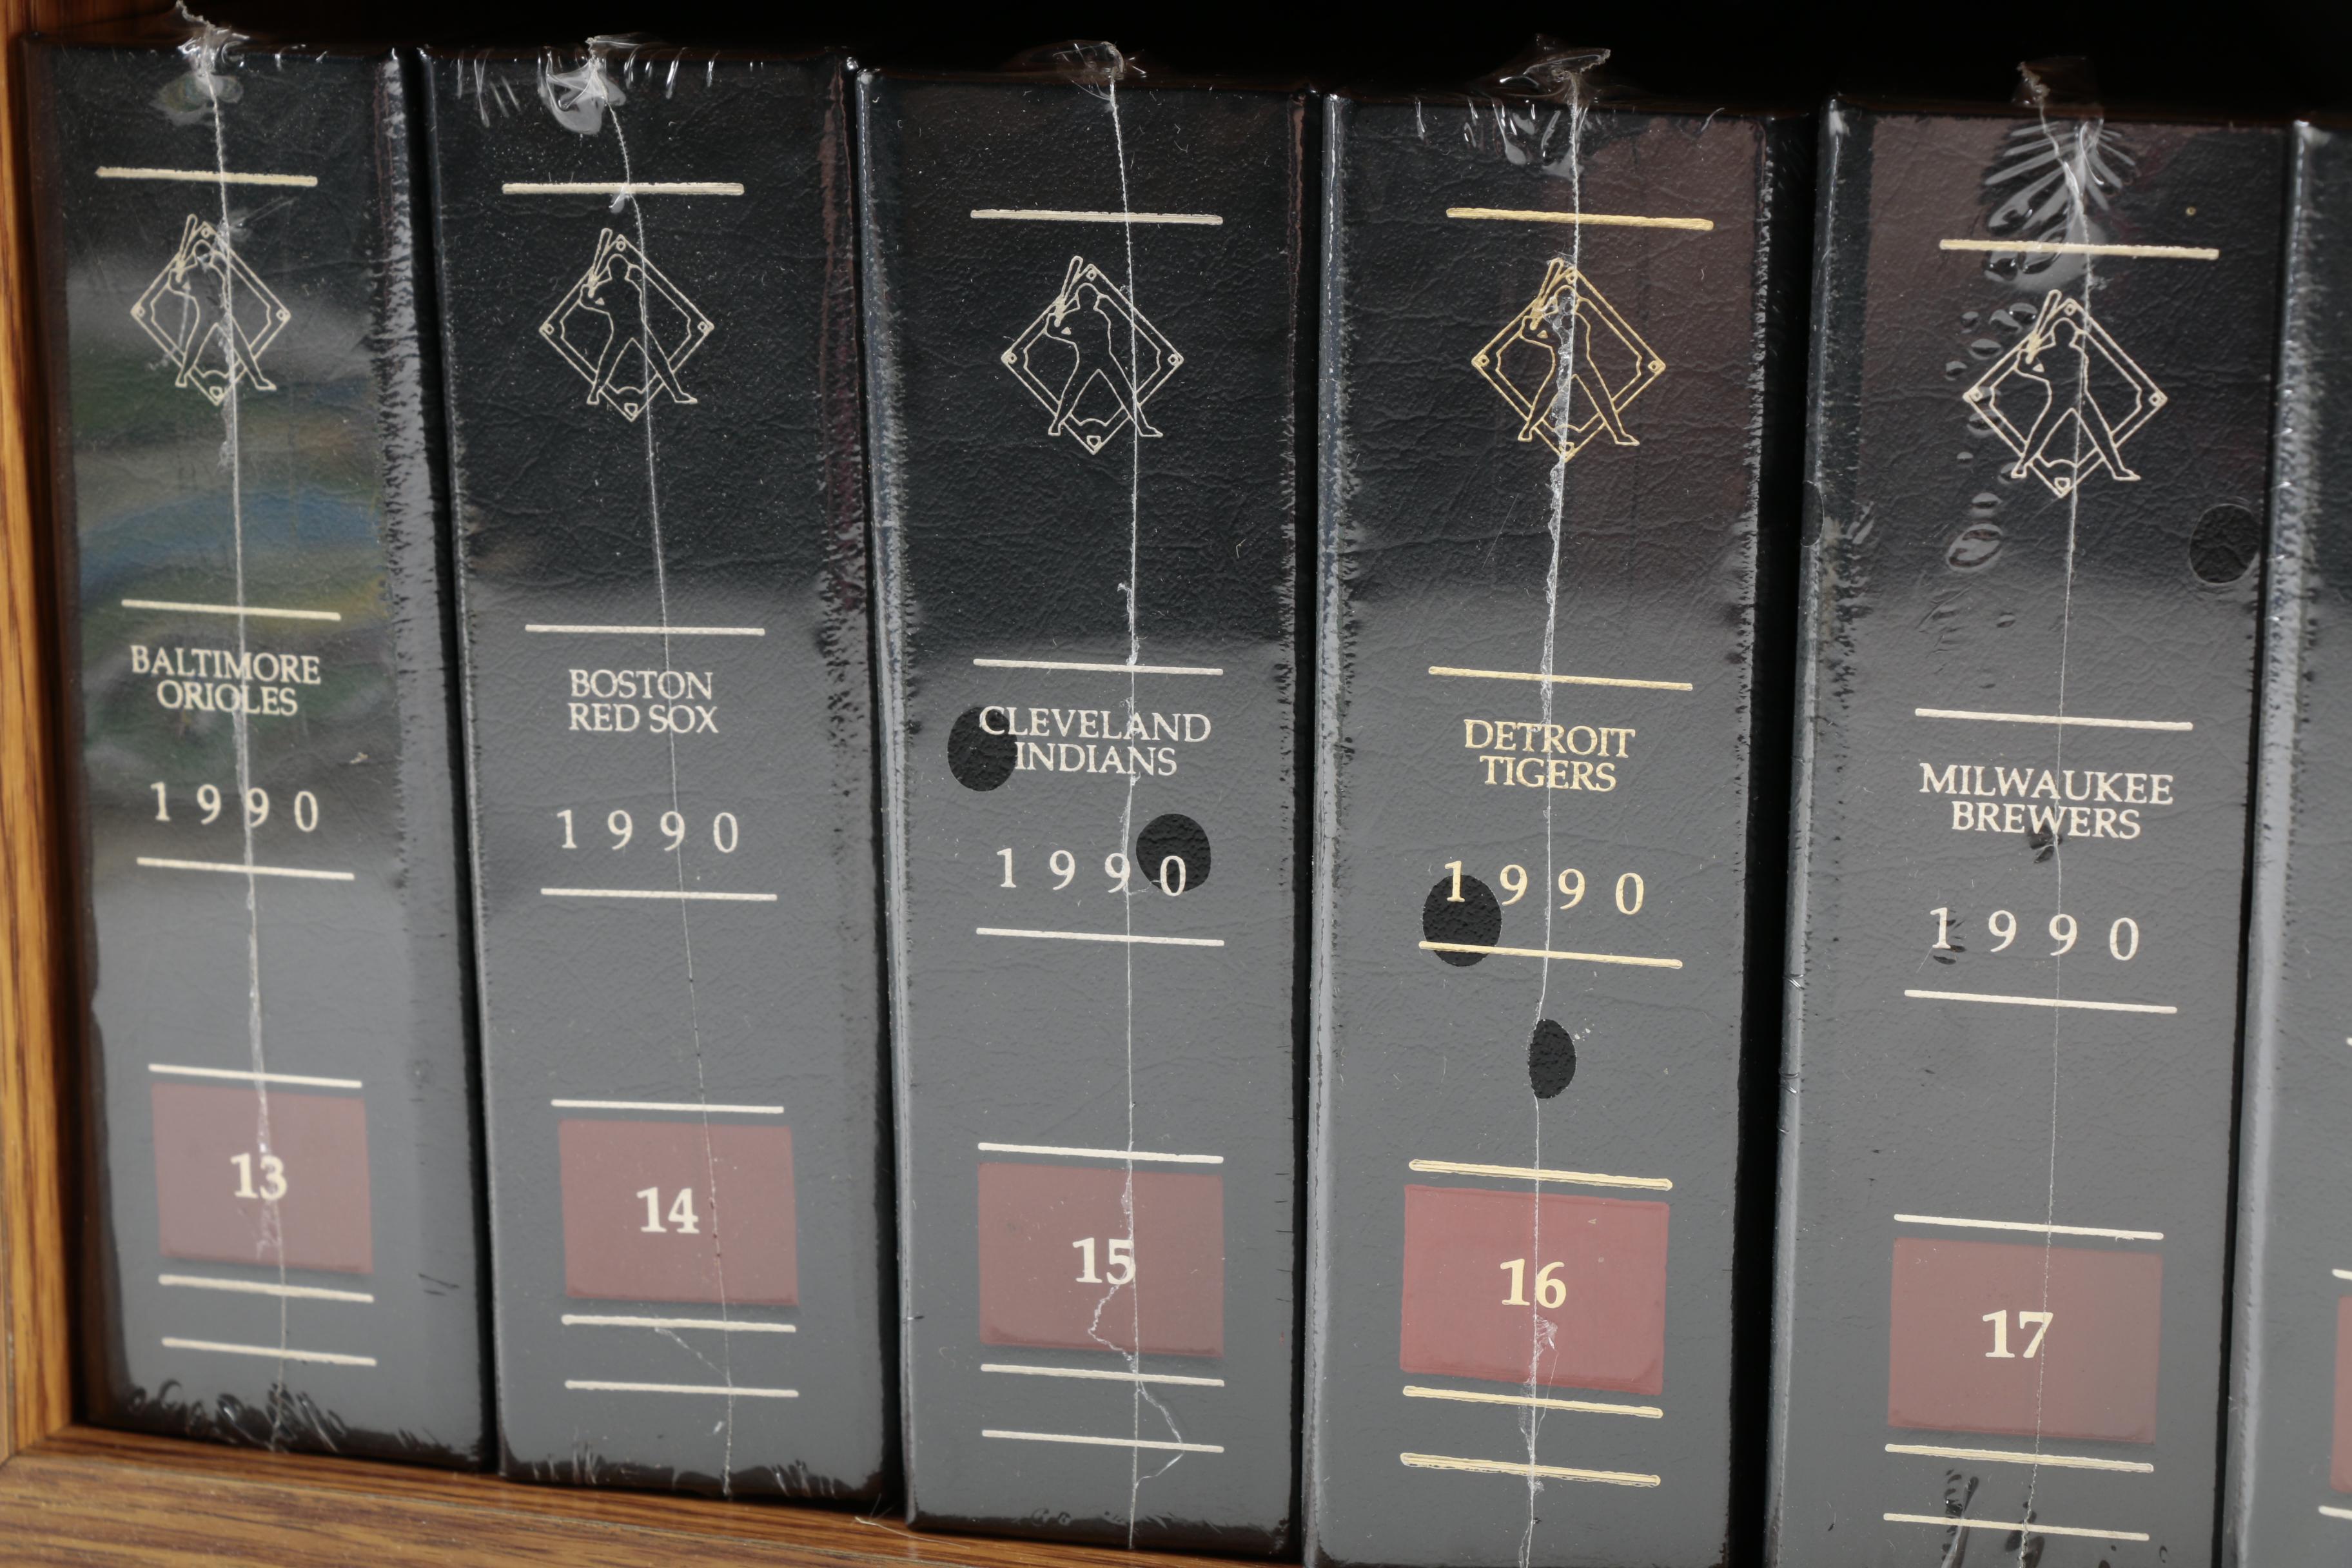 BALTIMORE
ORIOLES
1990
13
BOSTON
RED SOX
1990
14
CLEVELAND
INDIANS
1990
15
DETROIT
TIGERS
1990
16
MILWAUKEE
BREWERS
1990
17